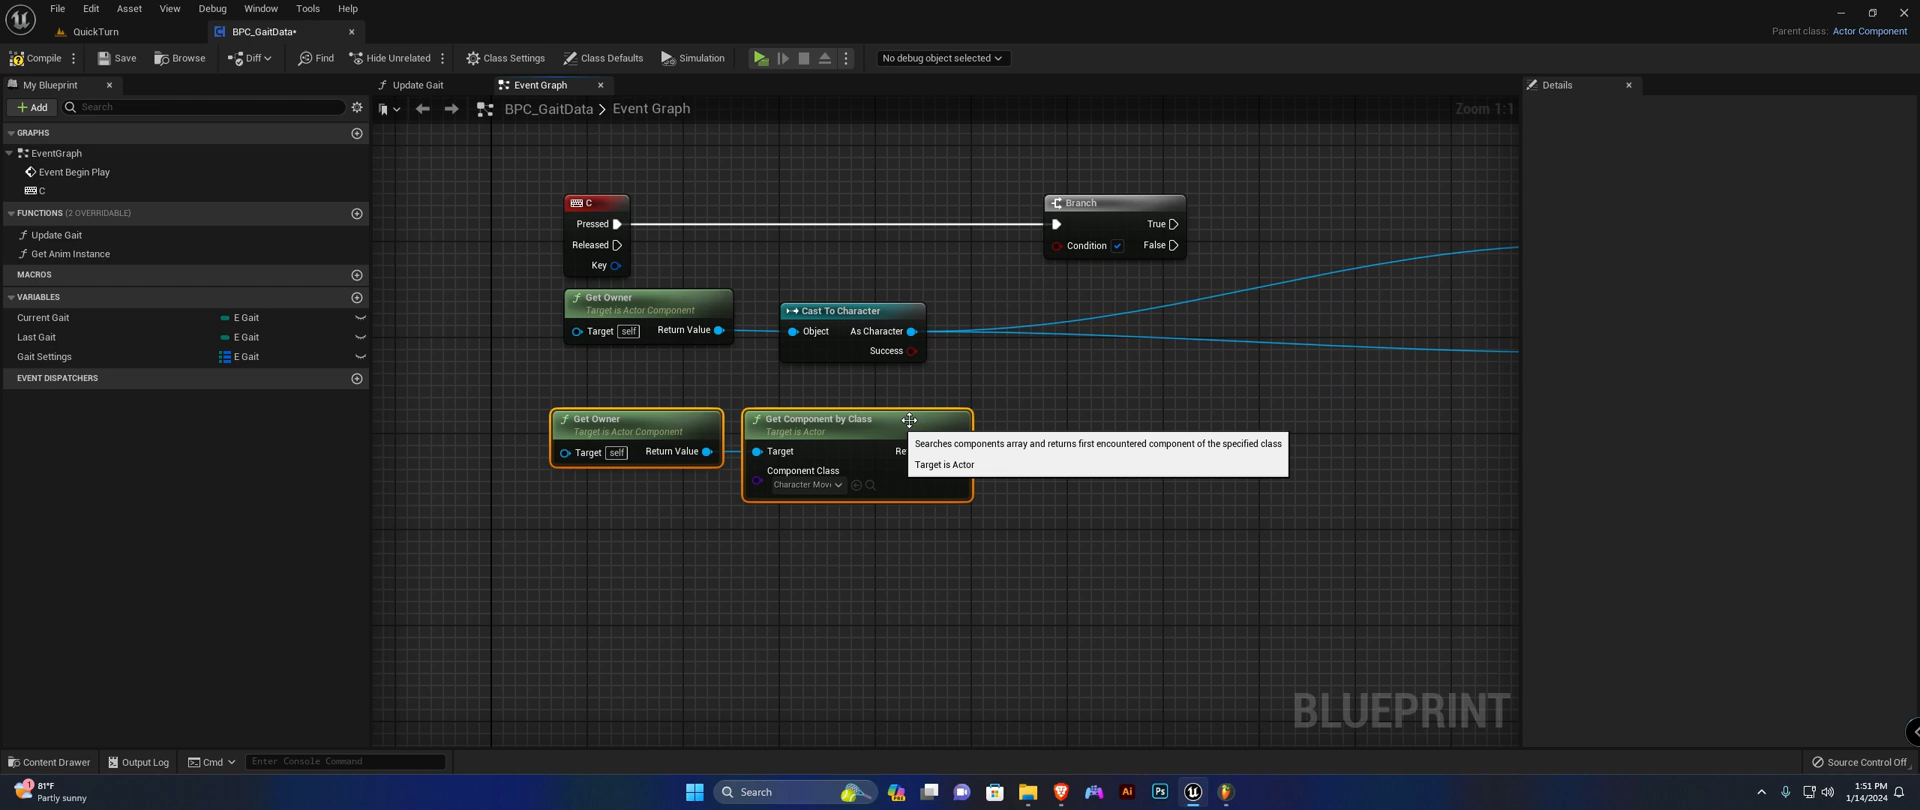 File Edit Asset View Debug Window Tools Help
QuickTurn
BPC_GaitData*
Parent class: Actor Component
Compile Save Browse Diff Find Hide Unrelated Class Settings Class Defaults Simulation No debug object selected
My Blueprint
Update Gait
Event Graph
Details
Add Search
BPC_GaitData > Event Graph
Zoom 1:1
GRAPHS
EventGraph
Event Begin Play
C
FUNCTIONS (2 OVERRIDABLE)
Update Gait
Get Anim Instance
MACROS
VARIABLES
Current Gait E Gait
Last Gait E Gait
Gait Settings E Gait
EVENT DISPATCHERS
C
Pressed
Released
Key
Branch
True
Condition False
Get Owner
Target is Actor Component
Target self Return Value
Cast To Character
Object As Character
Success
Get Owner
Target is Actor Component
Target self Return Value
Get Component by Class
Target is Actor
Target Re
Component Class
Character Mov
Searches components array and returns first encountered component of the specified class
Target is Actor
BLUEPRINT
Content Drawer Output Log Cmd Enter Console Command
Source Control Off
1
81°F
Partly sunny
Search
PRE
Ai
Ps
1:51 PM
1/14/2024